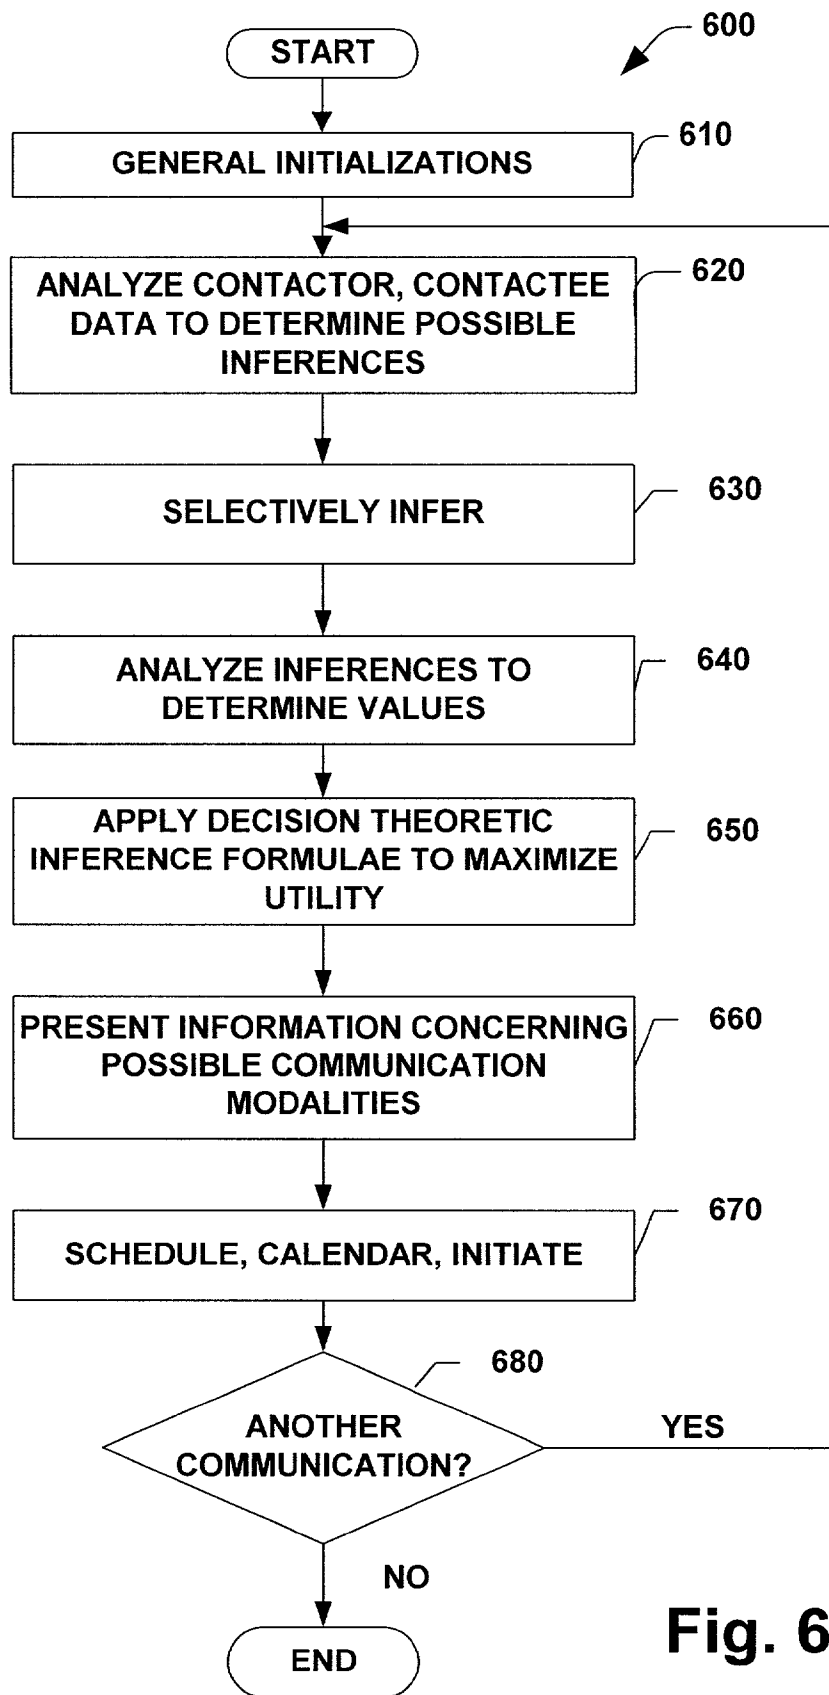 START
600
GENERAL INITIALIZATIONS
610
ANALYZE CONTACTOR, CONTACTEE
DATA TO DETERMINE POSSIBLE
INFERENCES
620
SELECTIVELY INFER
630
ANALYZE INFERENCES TO
DETERMINE VALUES
640
APPLY DECISION THEORETIC
INFERENCE FORMULAE TO MAXIMIZE
UTILITY
650
PRESENT INFORMATION CONCERNING
POSSIBLE COMMUNICATION
MODALITIES
660
SCHEDULE, CALENDAR, INITIATE
670
680
ANOTHER
COMMUNICATION?
YES
NO
END
Fig. 6